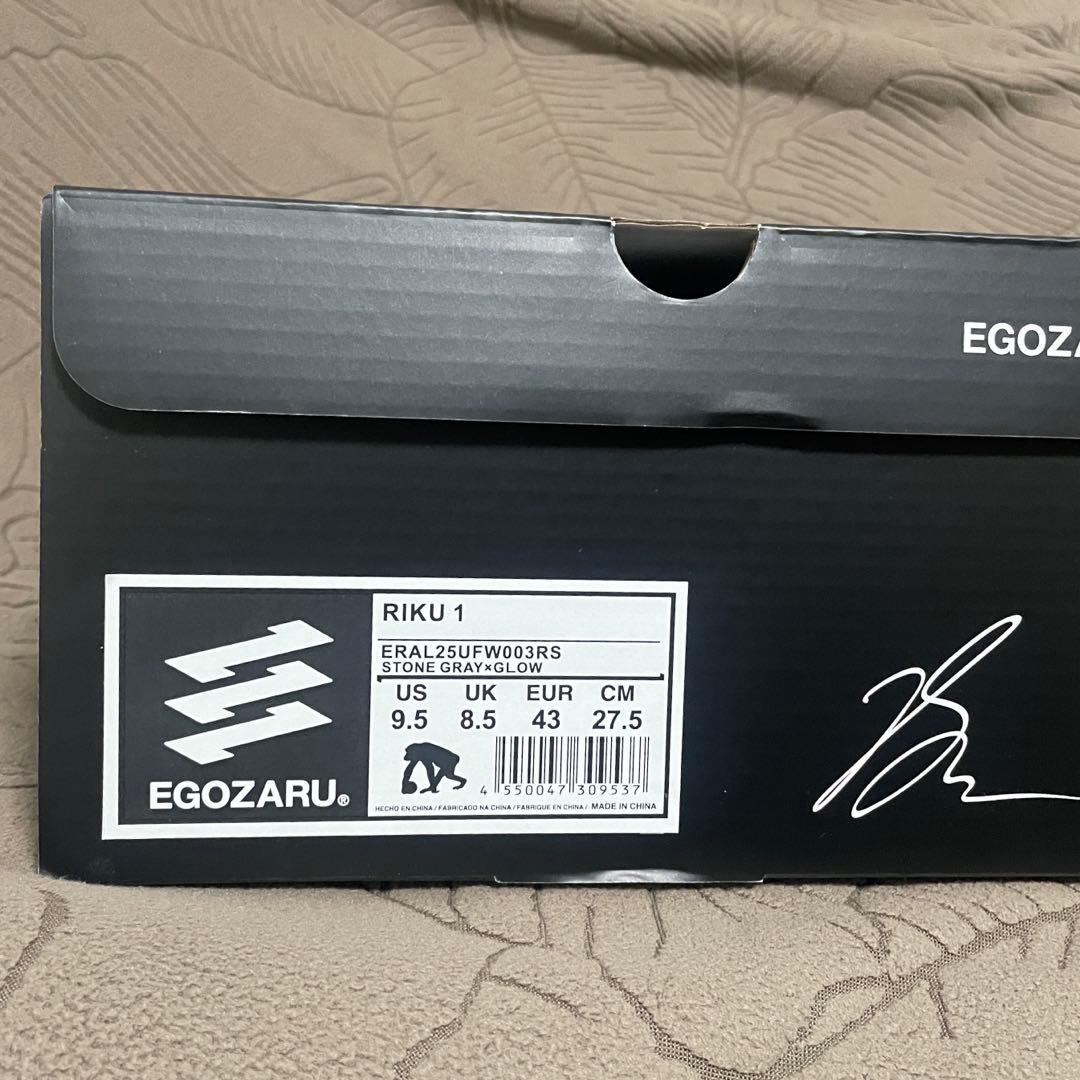 EGOZA
RIKU 1
ERAL25UFW003RS
STONE GRAY×GLOW
US UK EUR CM
9.5 8.5 43 27.5
4 550047 309537
HECHO EN CHINA / FABRICADO NA CHINA / FABRIQUE EN CHINA / MADE IN CHINA
EGOZARU®